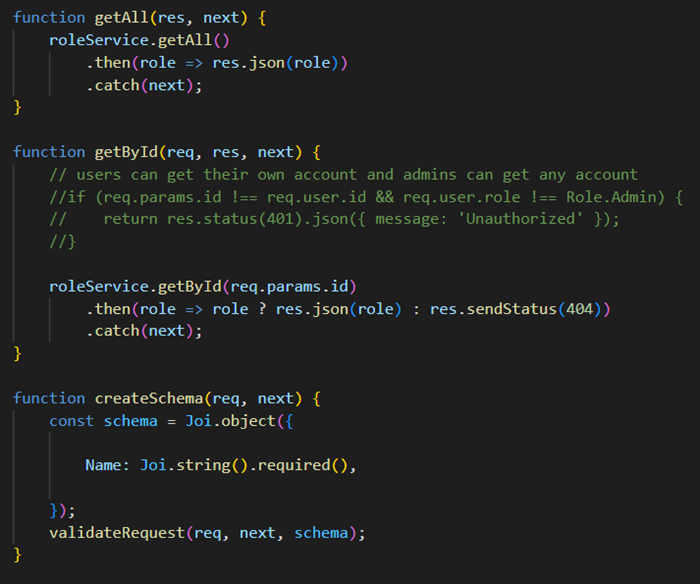 function getAll(res, next) {
    roleService.getAll()
        .then(role => res.json(role))
        .catch(next);
}
function getById(req, res, next) {
    // users can get their own account and admins can get any account
    //if (req.params.id !== req.user.id && req.user.role !== Role.Admin) {
    //    return res.status(401).json({ message: 'Unauthorized' });
    //}
    roleService.getById(req.params.id)
        .then(role => role ? res.json(role) : res.sendStatus(404))
        .catch(next);
}
function createSchema(req, next) {
    const schema = Joi.object({
        Name: Joi.string().required(),
    });
    validateRequest(req, next, schema);
}